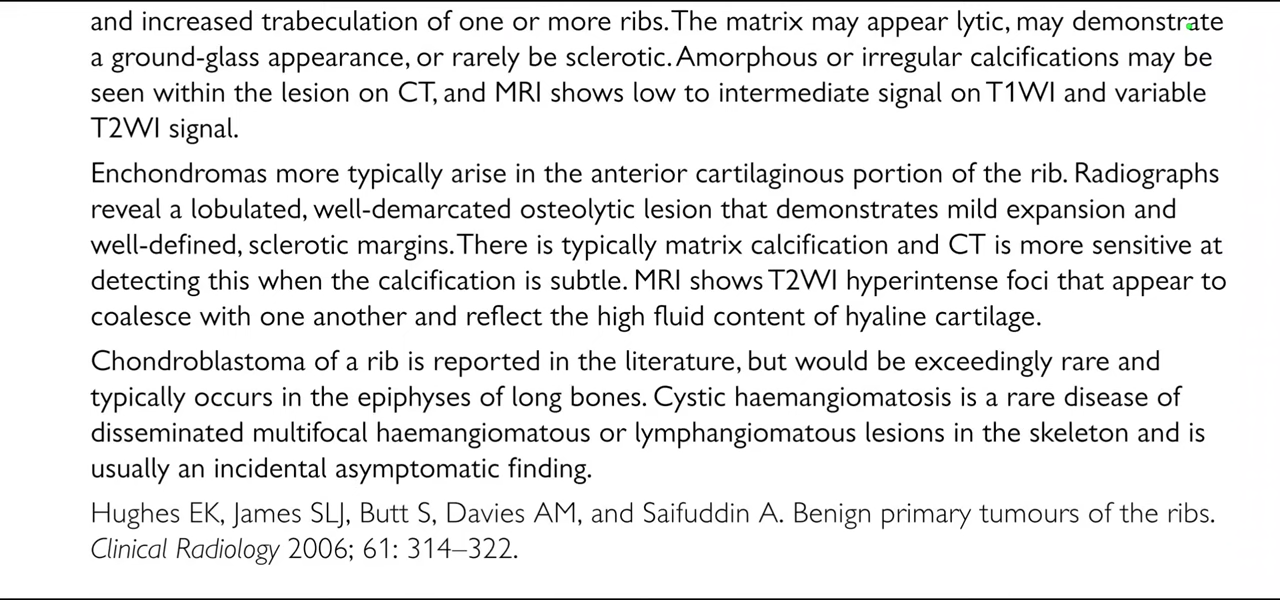 and increased trabeculation of one or more ribs. The matrix may appear lytic, may demonstrate
a ground-glass appearance, or rarely be sclerotic. Amorphous or irregular calcifications may be
seen within the lesion on CT, and MRI shows low to intermediate signal on T1WI and variable
T2WI signal.
Enchondromas more typically arise in the anterior cartilaginous portion of the rib. Radiographs
reveal a lobulated, well-demarcated osteolytic lesion that demonstrates mild expansion and
well-defined, sclerotic margins. There is typically matrix calcification and CT is more sensitive at
detecting this when the calcification is subtle. MRI shows T2WI hyperintense foci that appear to
coalesce with one another and reflect the high fluid content of hyaline cartilage.
Chondroblastoma of a rib is reported in the literature, but would be exceedingly rare and
typically occurs in the epiphyses of long bones. Cystic haemangiomatosis is a rare disease of
disseminated multifocal haemangiomatous or lymphangiomatous lesions in the skeleton and is
usually an incidental asymptomatic finding.
Hughes EK, James SLJ, Butt S, Davies AM, and Saifuddin A. Benign primary tumours of the ribs.
Clinical Radiology 2006; 61: 314–322.